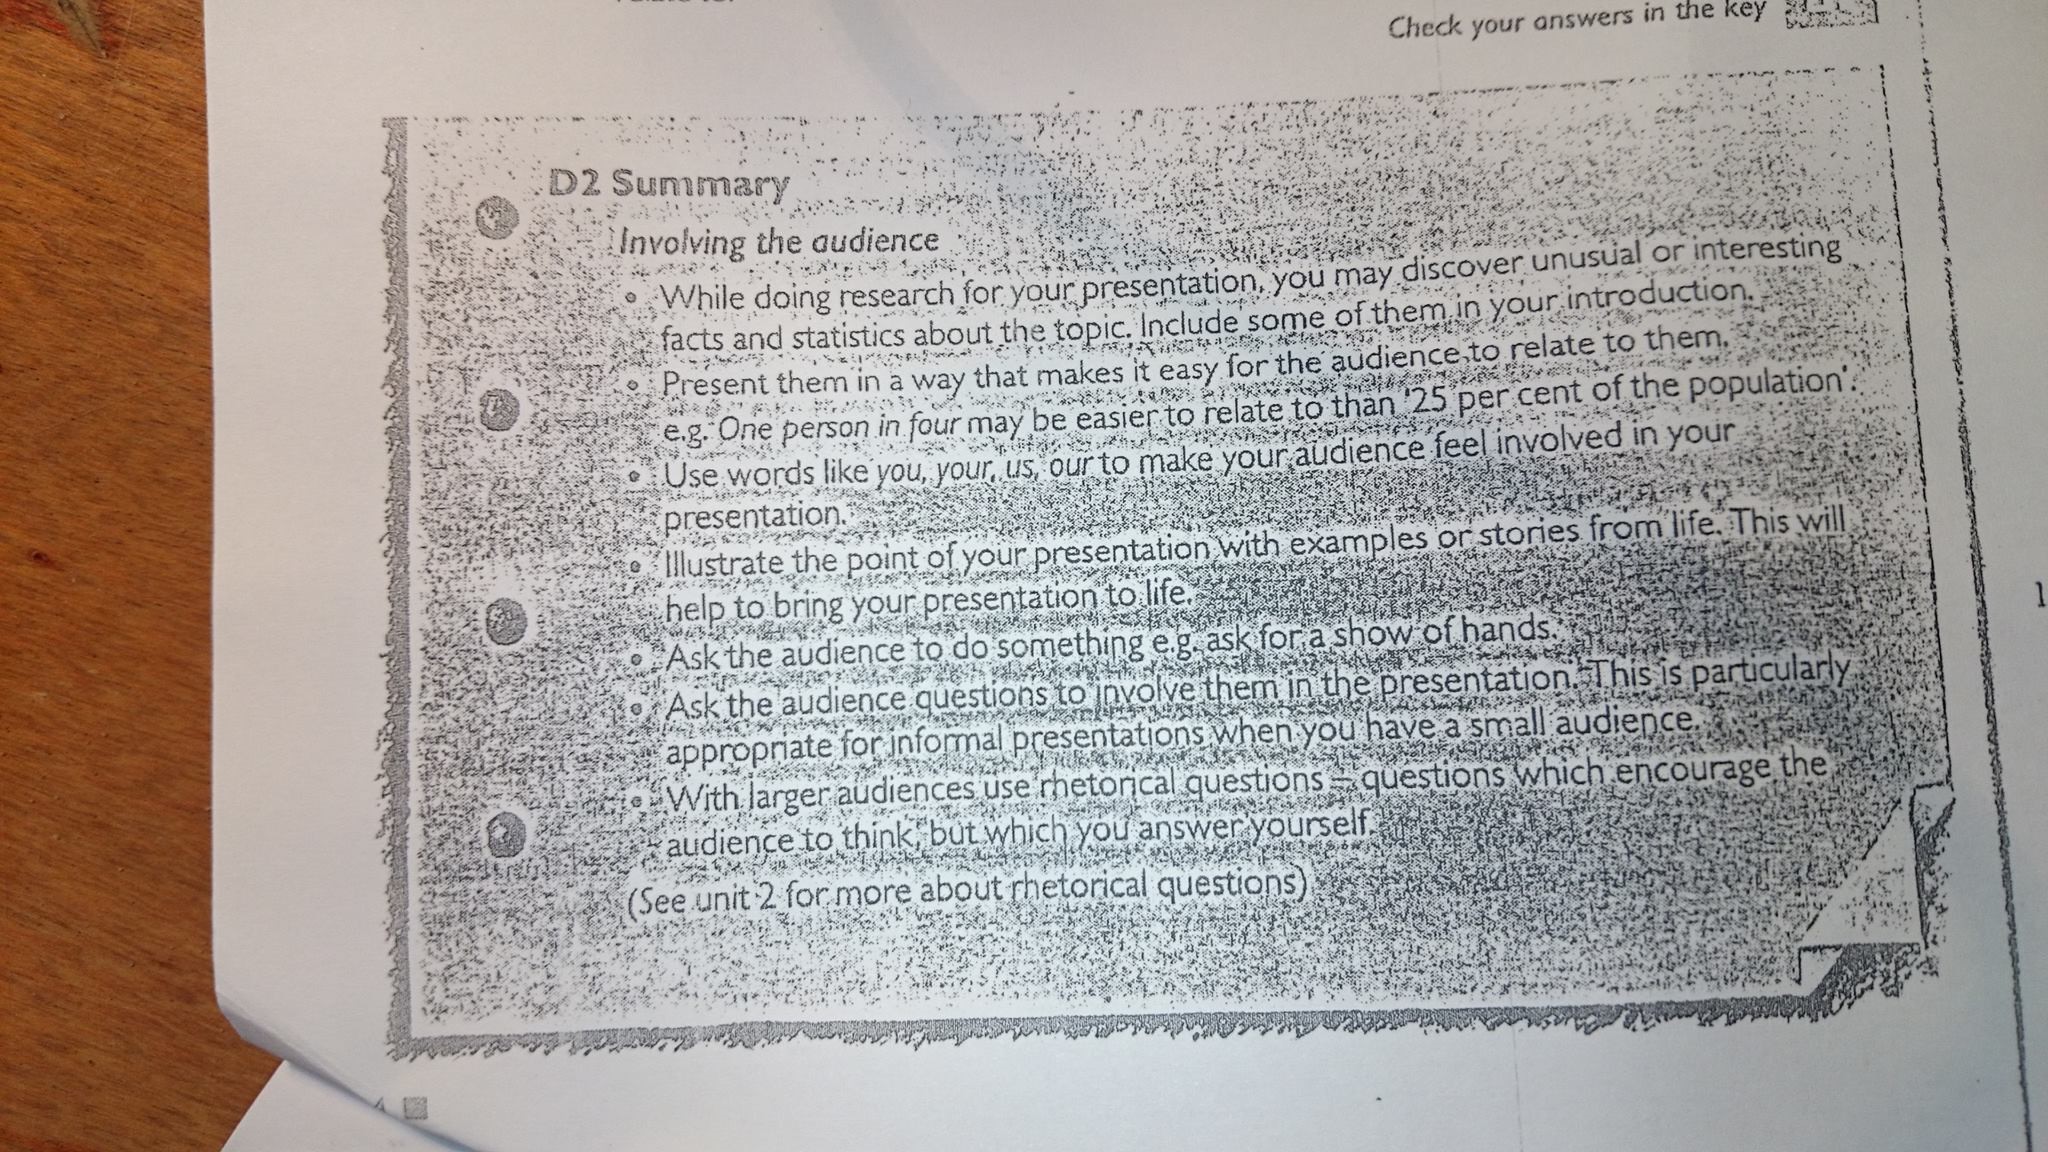 Check your answers in the key
D2 Summary
Involving the audience
• While doing research for your presentation, you may discover unusual or interesting
facts and statistics about the topic. Include some of them in your introduction.
• Present them in a way that makes it easy for the audience to relate to them.
e.g. One person in four may be easier to relate to than '25 per cent of the population'.
• Use words like you, your, us, our to make your audience feel involved in your
presentation.
• Illustrate the point of your presentation with examples or stories from life. This will
help to bring your presentation to life.
• Ask the audience to do something e.g. ask for a show of hands.
• Ask the audience questions to involve them in the presentation. This is particularly
appropriate for informal presentations when you have a small audience.
• With larger audiences use rhetorical questions – questions which encourage the
audience to think, but which you answer yourself.
(See unit 2 for more about rhetorical questions)